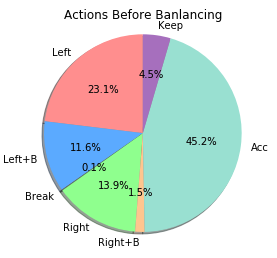 Actions Before Banlancing
Keep
Left
4.5%
23.1%
45.2%
Acc
11.6%
Left+B
0.1%
13.9%
1.5%
Break
Right
Right+B